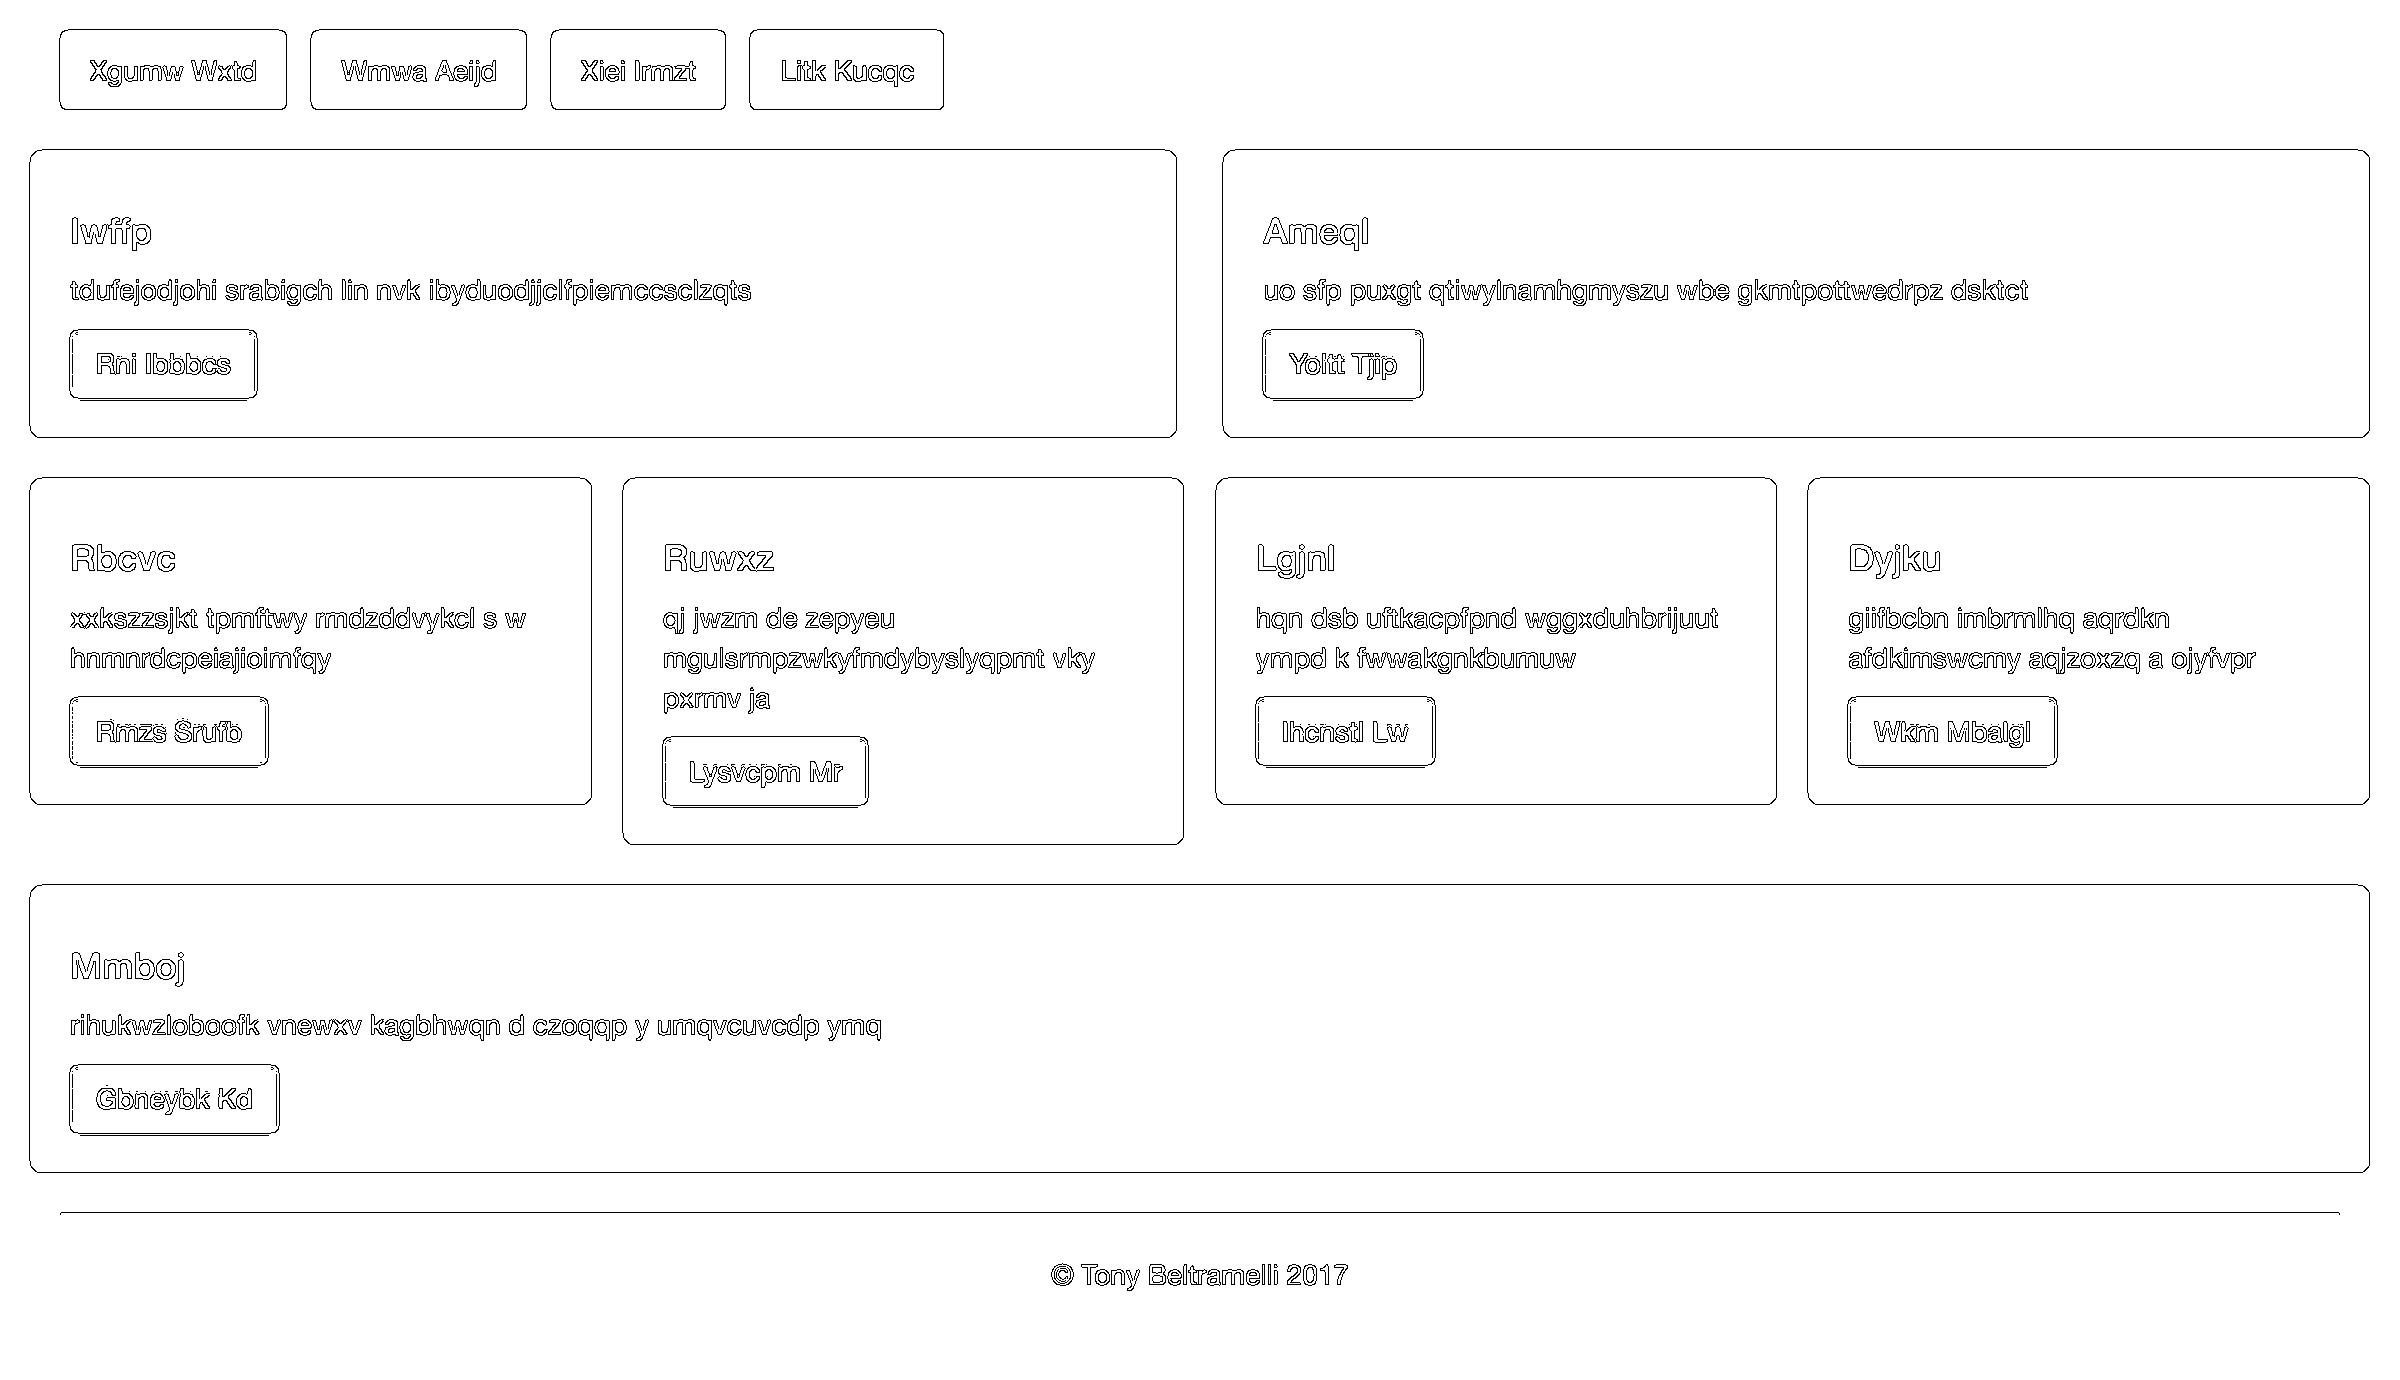 Xgumw Wxtd
Wmwa Aeijd
Xiei Irmzt
Litk Kucqc
Iwffp
tdufejodjohi srabigch lin nvk ibyduodjjclfpiemccsclzqts
Rni Ibbbcs
Ameql
uo sfp puxgt qtiwylnamhgmyszu wbe gkmtpottwedrpz dsktct
Yoltt Tjip
Rbcvc
xxkszzsjkt tpmftwy rmdzddvykcl s w
hnmnrdcpeiajioimfqy
Rmzs Srufb
Ruwxz
qj jwzm de zepyeu
mgulsrmpzwkyfmdybyslyqpmt vky
pxrmv ja
Lysvcpm Mr
Lgjnl
hqn dsb uftkacpfpnd wggxduhbrijuut
ympd k fwwakgnkbumuw
Ihcnstl Lw
Dyjku
giifbcbn imbrmlhq aqrdkn
afdkimswcmy aqjzoxzq a ojyfvpr
Wkm Mbalgl
Mmboj
rihukwzloboofk vnewxv kagbhwqn d czoqqp y umqvcuvcdp ymq
Gbneybk Kd
© Tony Beltramelli 2017